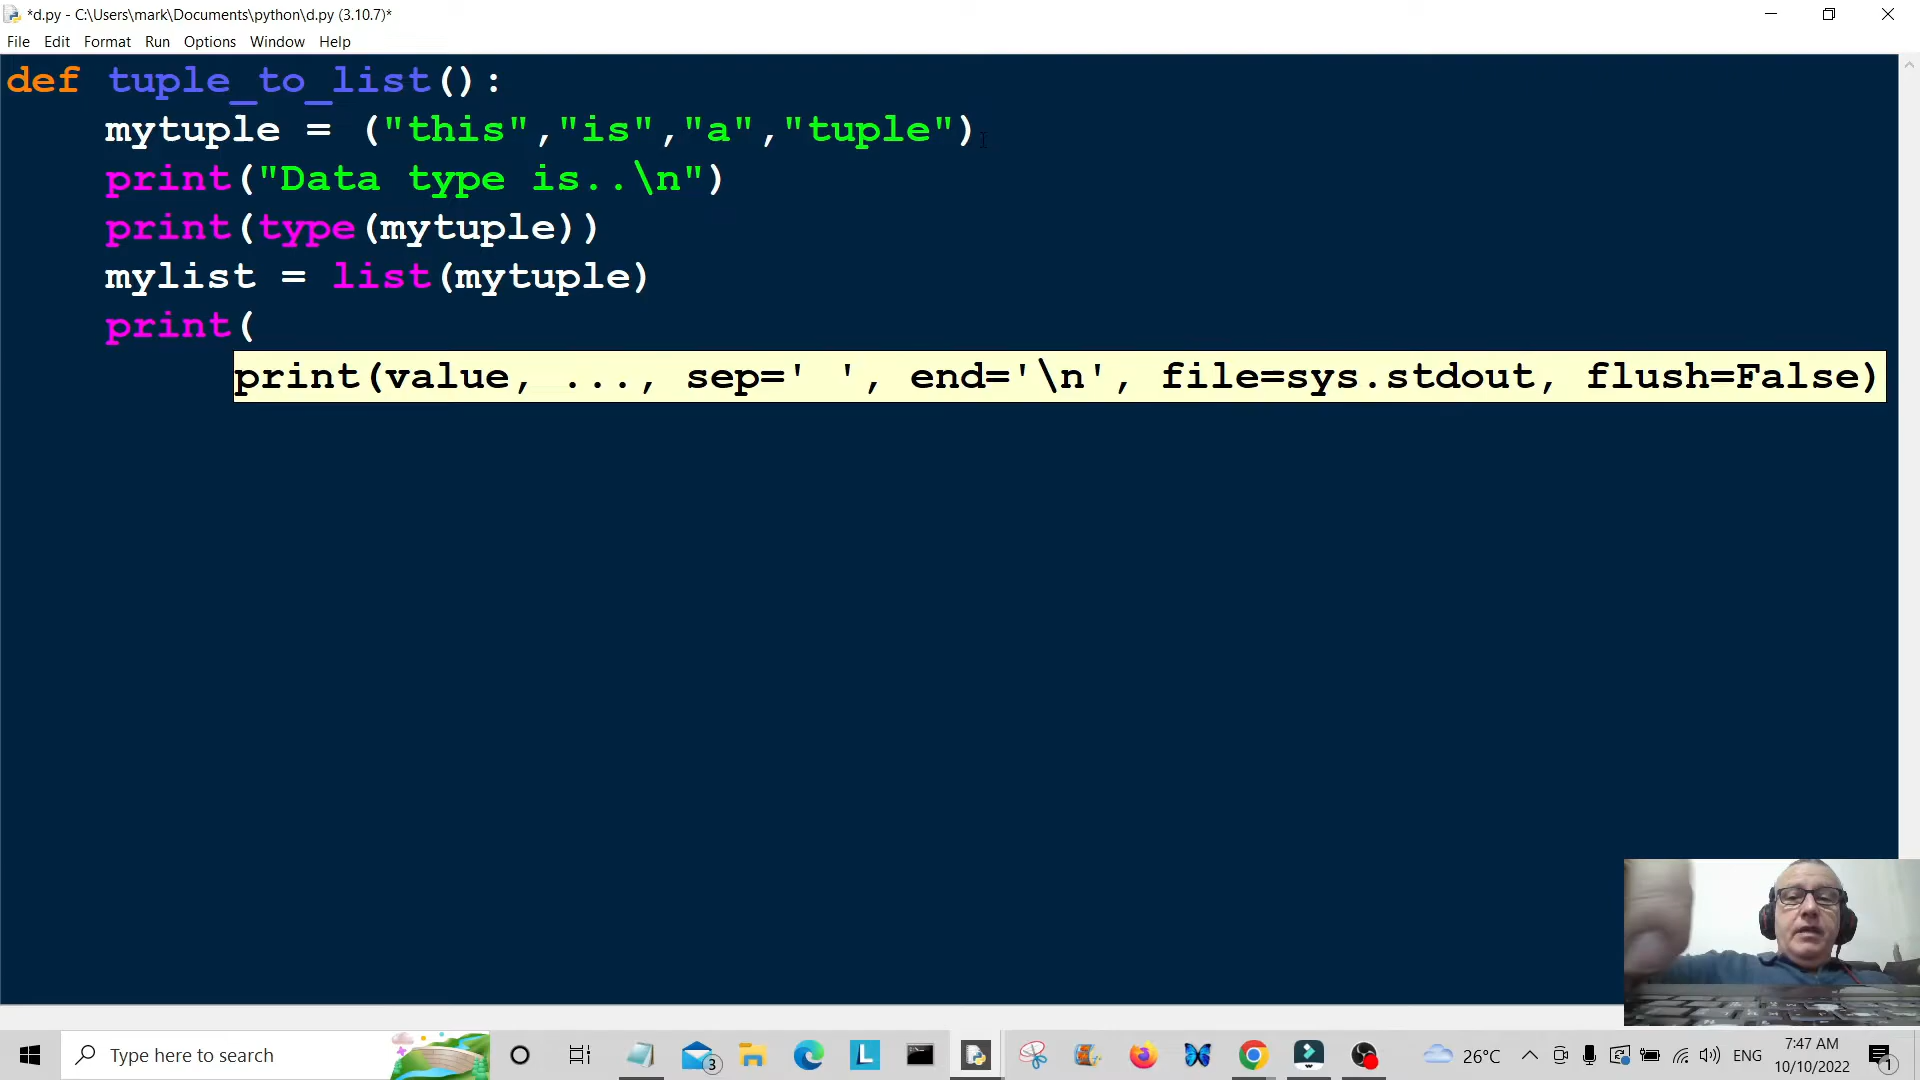 *d.py - C:\Users\mark\Documents\python\d.py (3.10.7)*
File Edit Format Run Options Window Help
def tuple_to_list():
    mytuple = ("this","is","a","tuple")
    print("Data type is..\n")
    print(type(mytuple))
    mylist = list(mytuple)
    print(
print(value, ..., sep=' ', end='\n', file=sys.stdout, flush=False)
Type here to search
3
L
26°C
ENG
7:47 AM
10/10/2022
1